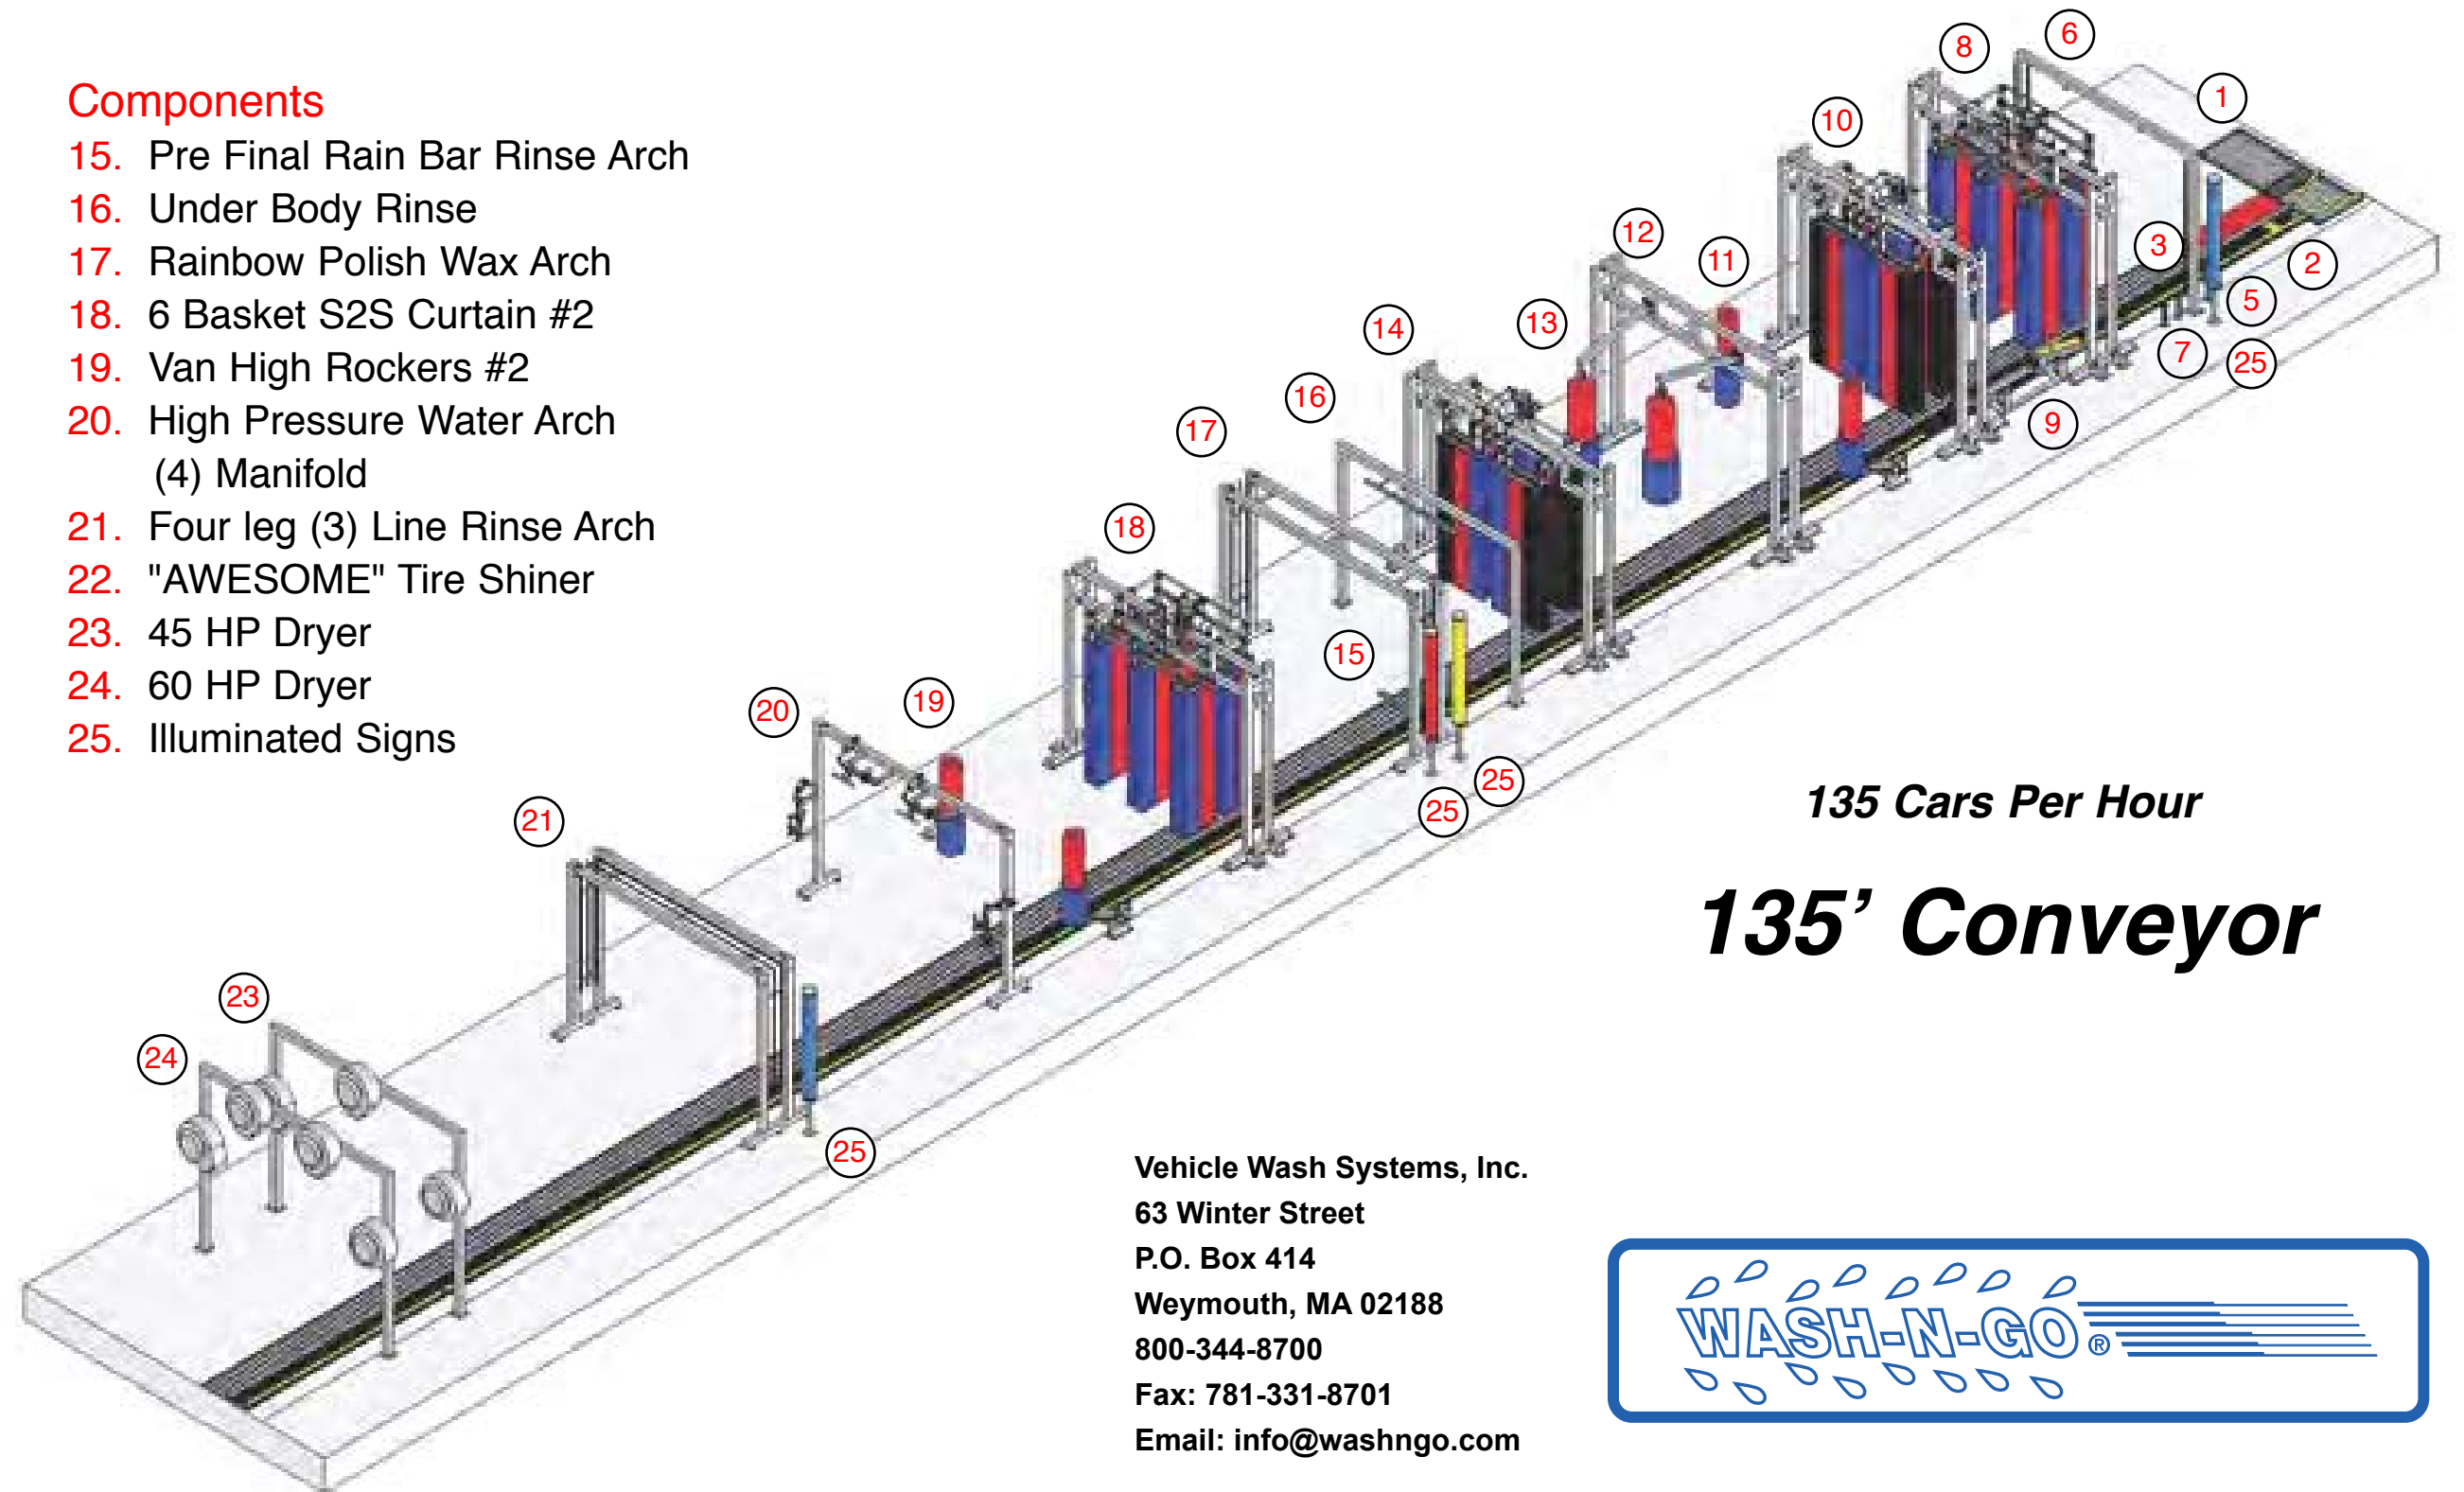 Components
15. Pre Final Rain Bar Rinse Arch
16. Under Body Rinse
17. Rainbow Polish Wax Arch
18. 6 Basket S2S Curtain #2
19. Van High Rockers #2
20. High Pressure Water Arch
(4) Manifold
21. Four leg (3) Line Rinse Arch
22. "AWESOME" Tire Shiner
23. 45 HP Dryer
24. 60 HP Dryer
25. Illuminated Signs
6
8
1
10
12
11
3
2
5
14
13
7
25
16
9
17
18
15
19
20
25
25
21
23
24
25
135 Cars Per Hour
135’ Conveyor
Vehicle Wash Systems, Inc.
63 Winter Street
P.O. Box 414
Weymouth, MA 02188
800-344-8700
Fax: 781-331-8701
Email: info@washngo.com
WASH-N-GO®